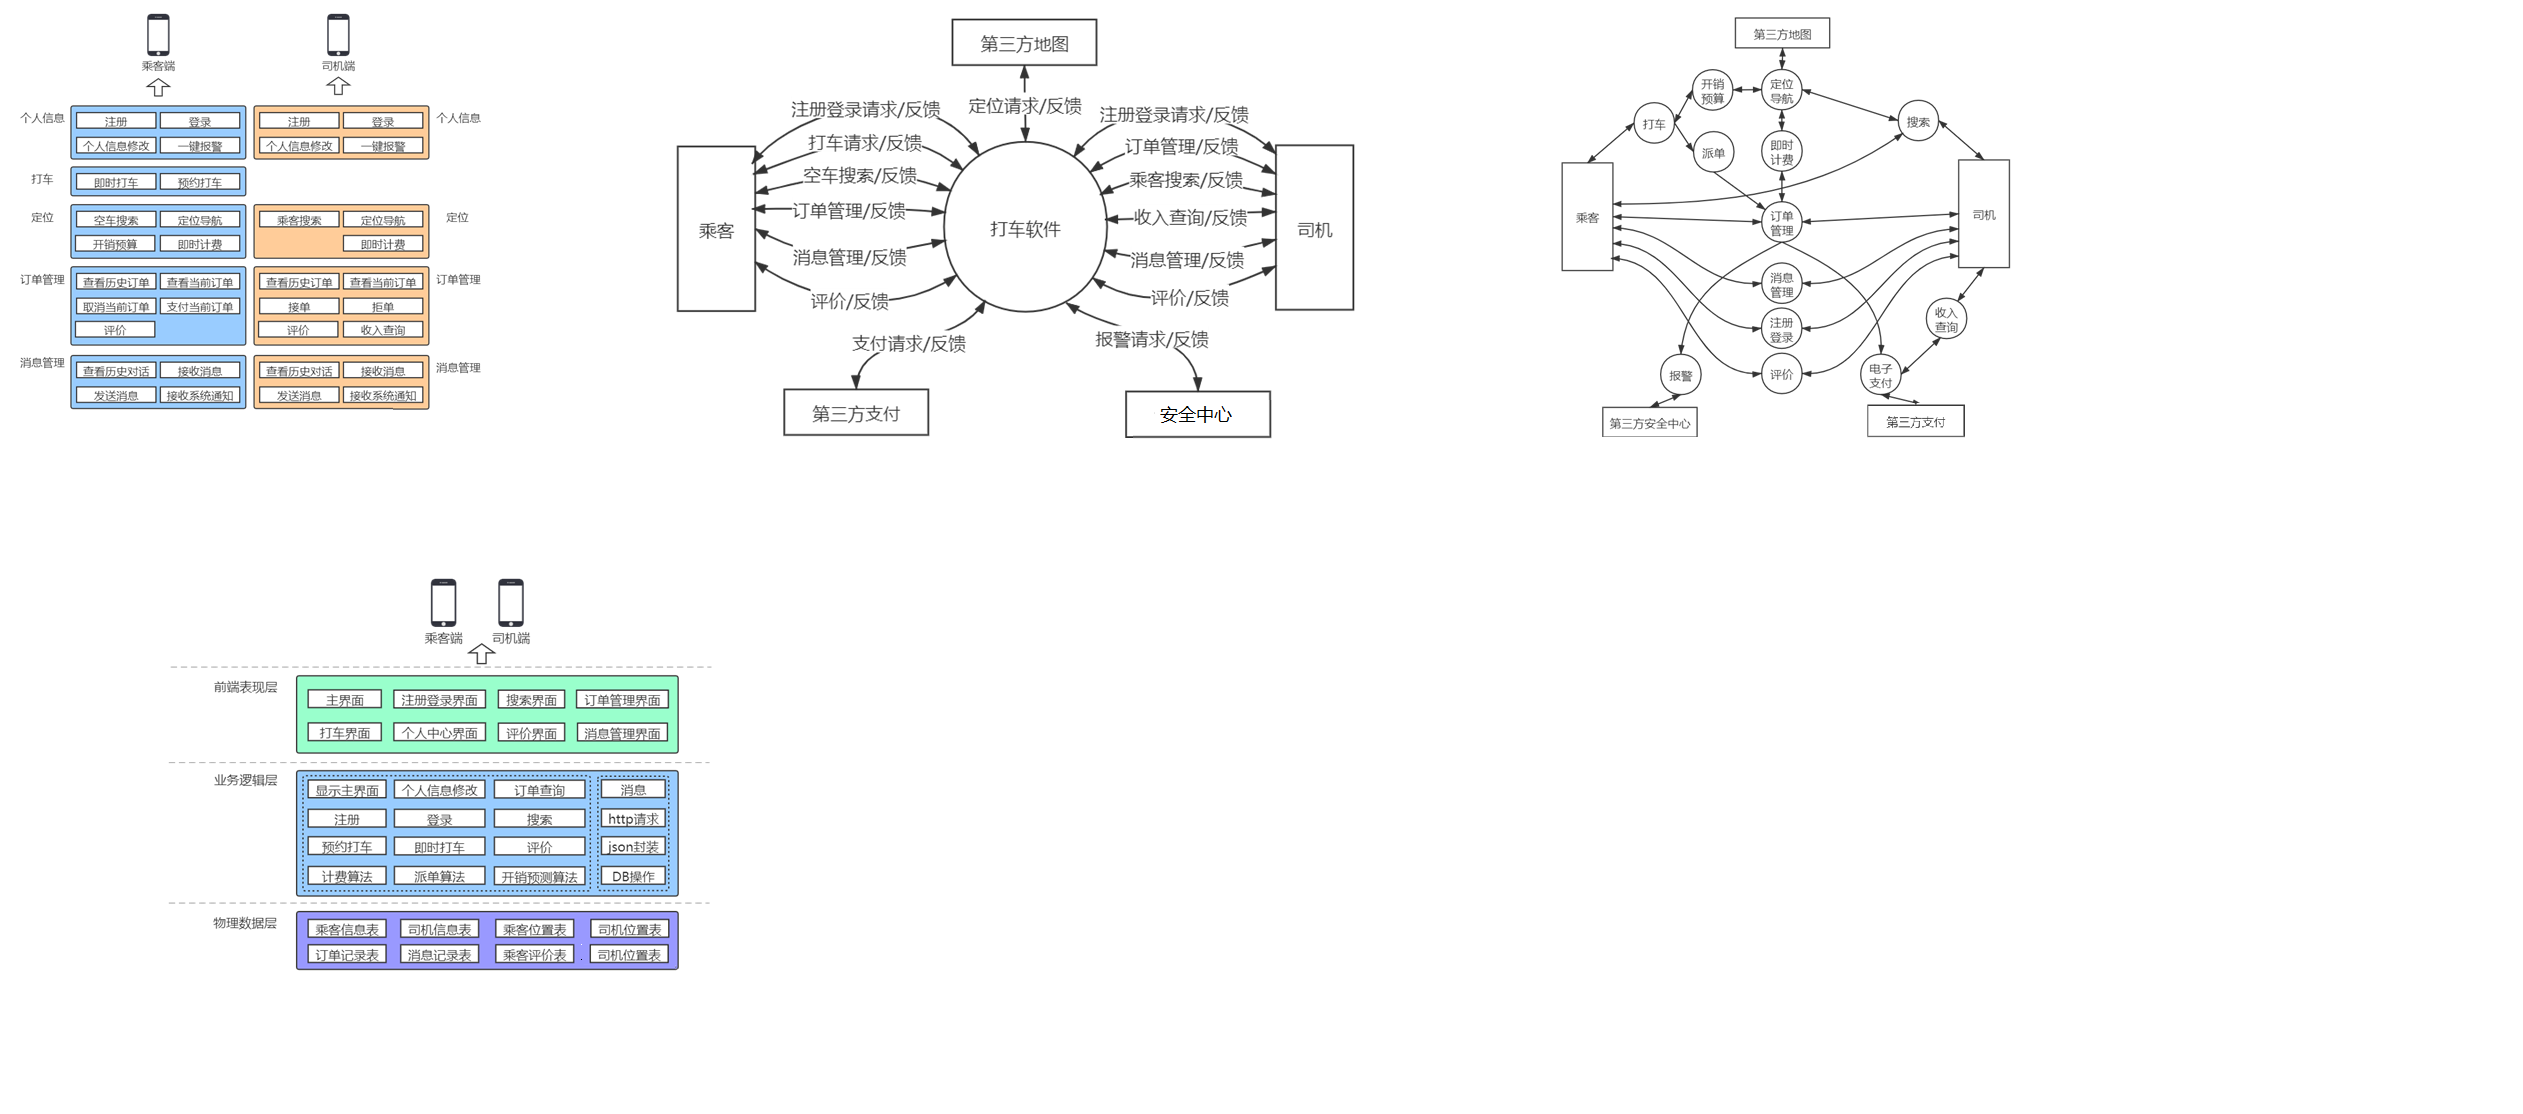 乘客端
司机端
个人信息
注册
登录
注册
登录
个人信息
个人信息修改
一键报警
个人信息修改
一键报警
打车
即时打车
预约打车
定位
空车搜索
定位导航
乘客搜索
定位导航
定位
开销预算
即时计费
即时计费
订单管理
查看历史订单
查看当前订单
查看历史订单
查看当前订单
订单管理
取消当前订单
支付当前订单
接单
拒单
评价
评价
收入查询
消息管理
查看历史对话
接收消息
查看历史对话
接收消息
消息管理
发送消息
接收系统通知
发送消息
接收系统通知
第三方地图
定位请求/反馈
注册登录请求/反馈
打车请求/反馈
空车搜索/反馈
订单管理/反馈
消息管理/反馈
评价/反馈
乘客
打车软件
注册登录请求/反馈
订单管理/反馈
乘客搜索/反馈
收入查询/反馈
消息管理/反馈
评价/反馈
司机
支付请求/反馈
报警请求/反馈
第三方支付
安全中心
第三方地图
开销
预算
定位
导航
打车
搜索
派单
即时
计费
乘客
订单
管理
司机
消息
管理
注册
登录
收入
查询
报警
评价
电子
支付
第三方安全中心
第三方支付
乘客端
司机端
前端表现层
主界面
注册登录界面
搜索界面
订单管理界面
打车界面
个人中心界面
评价界面
消息管理界面
业务逻辑层
显示主界面
个人信息修改
订单查询
消息
注册
登录
搜索
http请求
预约打车
即时打车
评价
json封装
计费算法
派单算法
开销预测算法
DB操作
物理数据层
乘客信息表
司机信息表
乘客位置表
司机位置表
订单记录表
消息记录表
乘客评价表
司机位置表